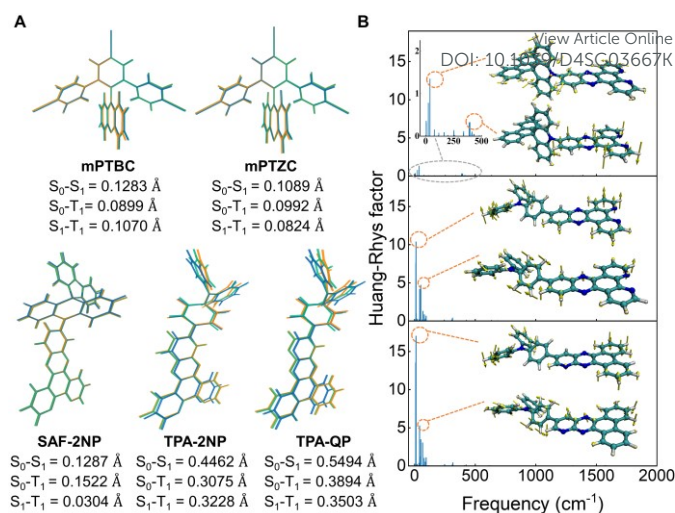 A
B
View Article Online
DOI: 10.1039/D4SC03667K
mPTBC
mPTZC
S₀-S₁ = 0.1283 Å
S₀-S₁ = 0.1089 Å
S₀-T₁ = 0.0899 Å
S₀-T₁ = 0.0992 Å
S₁-T₁ = 0.1070 Å
S₁-T₁ = 0.0824 Å
SAF-2NP
TPA-2NP
TPA-QP
S₀-S₁ = 0.1287 Å
S₀-S₁ = 0.4462 Å
S₀-S₁ = 0.5494 Å
S₀-T₁ = 0.1522 Å
S₀-T₁ = 0.3075 Å
S₀-T₁ = 0.3894 Å
S₁-T₁ = 0.0304 Å
S₁-T₁ = 0.3228 Å
S₁-T₁ = 0.3503 Å
Huang-Rhys factor
15
10
5
0
2
1
0
0
500
15
10
5
0
15
10
5
0
0
500
1000
1500
2000
Frequency (cm⁻¹)